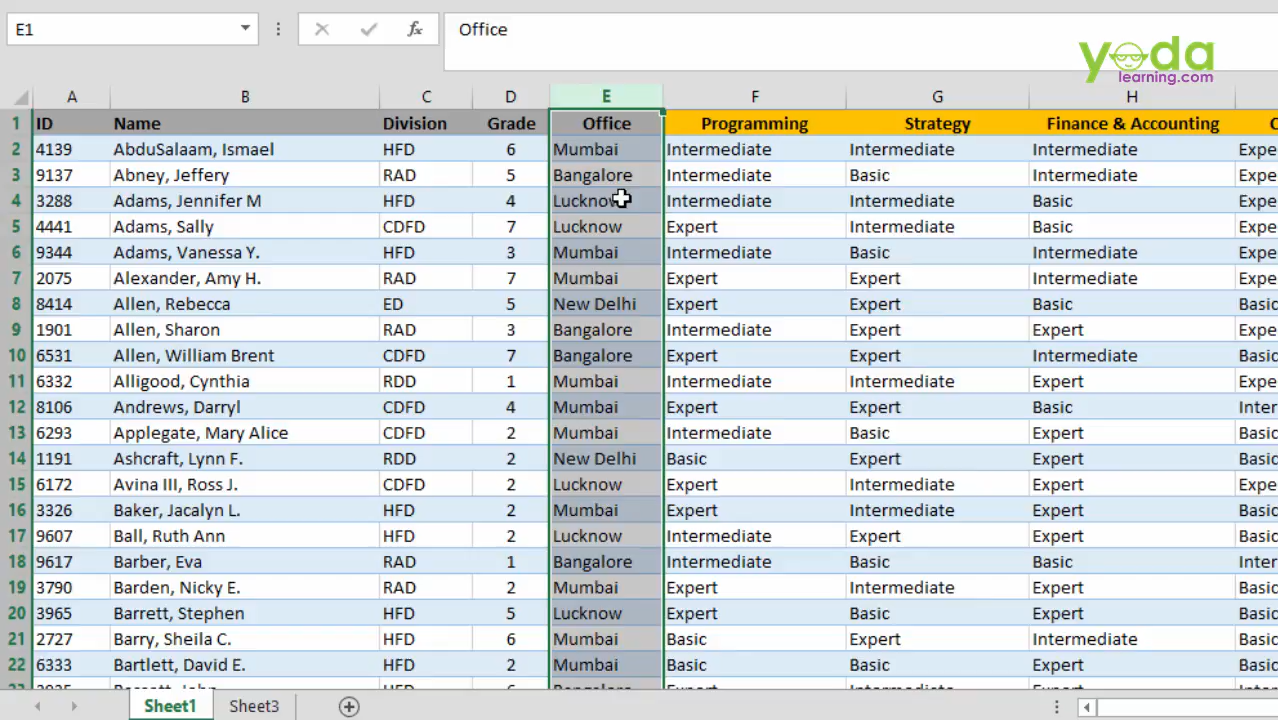 E1 fx Office
yoda
learning.com
A B C D E F G H
1 ID Name Division Grade Office Programming Strategy Finance & Accounting
2 4139 AbduSalaam, Ismael HFD 6 Mumbai Intermediate Intermediate Intermediate Expe
3 9137 Abney, Jeffery RAD 5 Bangalore Intermediate Basic Intermediate Expe
4 3288 Adams, Jennifer M HFD 4 Lucknow Intermediate Intermediate Basic Expe
5 4441 Adams, Sally CDFD 7 Lucknow Expert Intermediate Basic Expe
6 9344 Adams, Vanessa Y. HFD 3 Mumbai Intermediate Basic Intermediate Expe
7 2075 Alexander, Amy H. RAD 7 Mumbai Expert Expert Intermediate Expe
8 8414 Allen, Rebecca ED 5 New Delhi Expert Expert Basic Basic
9 1901 Allen, Sharon RAD 3 Bangalore Intermediate Expert Expert Expe
10 6531 Allen, William Brent CDFD 7 Bangalore Expert Expert Intermediate Basic
11 6332 Alligood, Cynthia RDD 1 Mumbai Intermediate Intermediate Expert Expe
12 8106 Andrews, Darryl CDFD 4 Mumbai Expert Expert Basic Inter
13 6293 Applegate, Mary Alice CDFD 2 Mumbai Intermediate Basic Expert Basic
14 1191 Ashcraft, Lynn F. RDD 2 New Delhi Basic Expert Expert Basic
15 6172 Avina III, Ross J. CDFD 2 Lucknow Expert Intermediate Expert Basic
16 3326 Baker, Jacalyn L. HFD 2 Mumbai Expert Intermediate Expert Expe
17 9607 Ball, Ruth Ann HFD 2 Lucknow Intermediate Expert Expert Expe
18 9617 Barber, Eva RAD 1 Bangalore Intermediate Basic Basic Inter
19 3790 Barden, Nicky E. RAD 2 Mumbai Expert Intermediate Expert Basic
20 3965 Barrett, Stephen HFD 5 Lucknow Expert Basic Expert Expe
21 2727 Barry, Sheila C. HFD 6 Mumbai Basic Expert Intermediate Expe
22 6333 Bartlett, David E. HFD 2 Mumbai Basic Basic Expert Expe
Sheet1 Sheet3